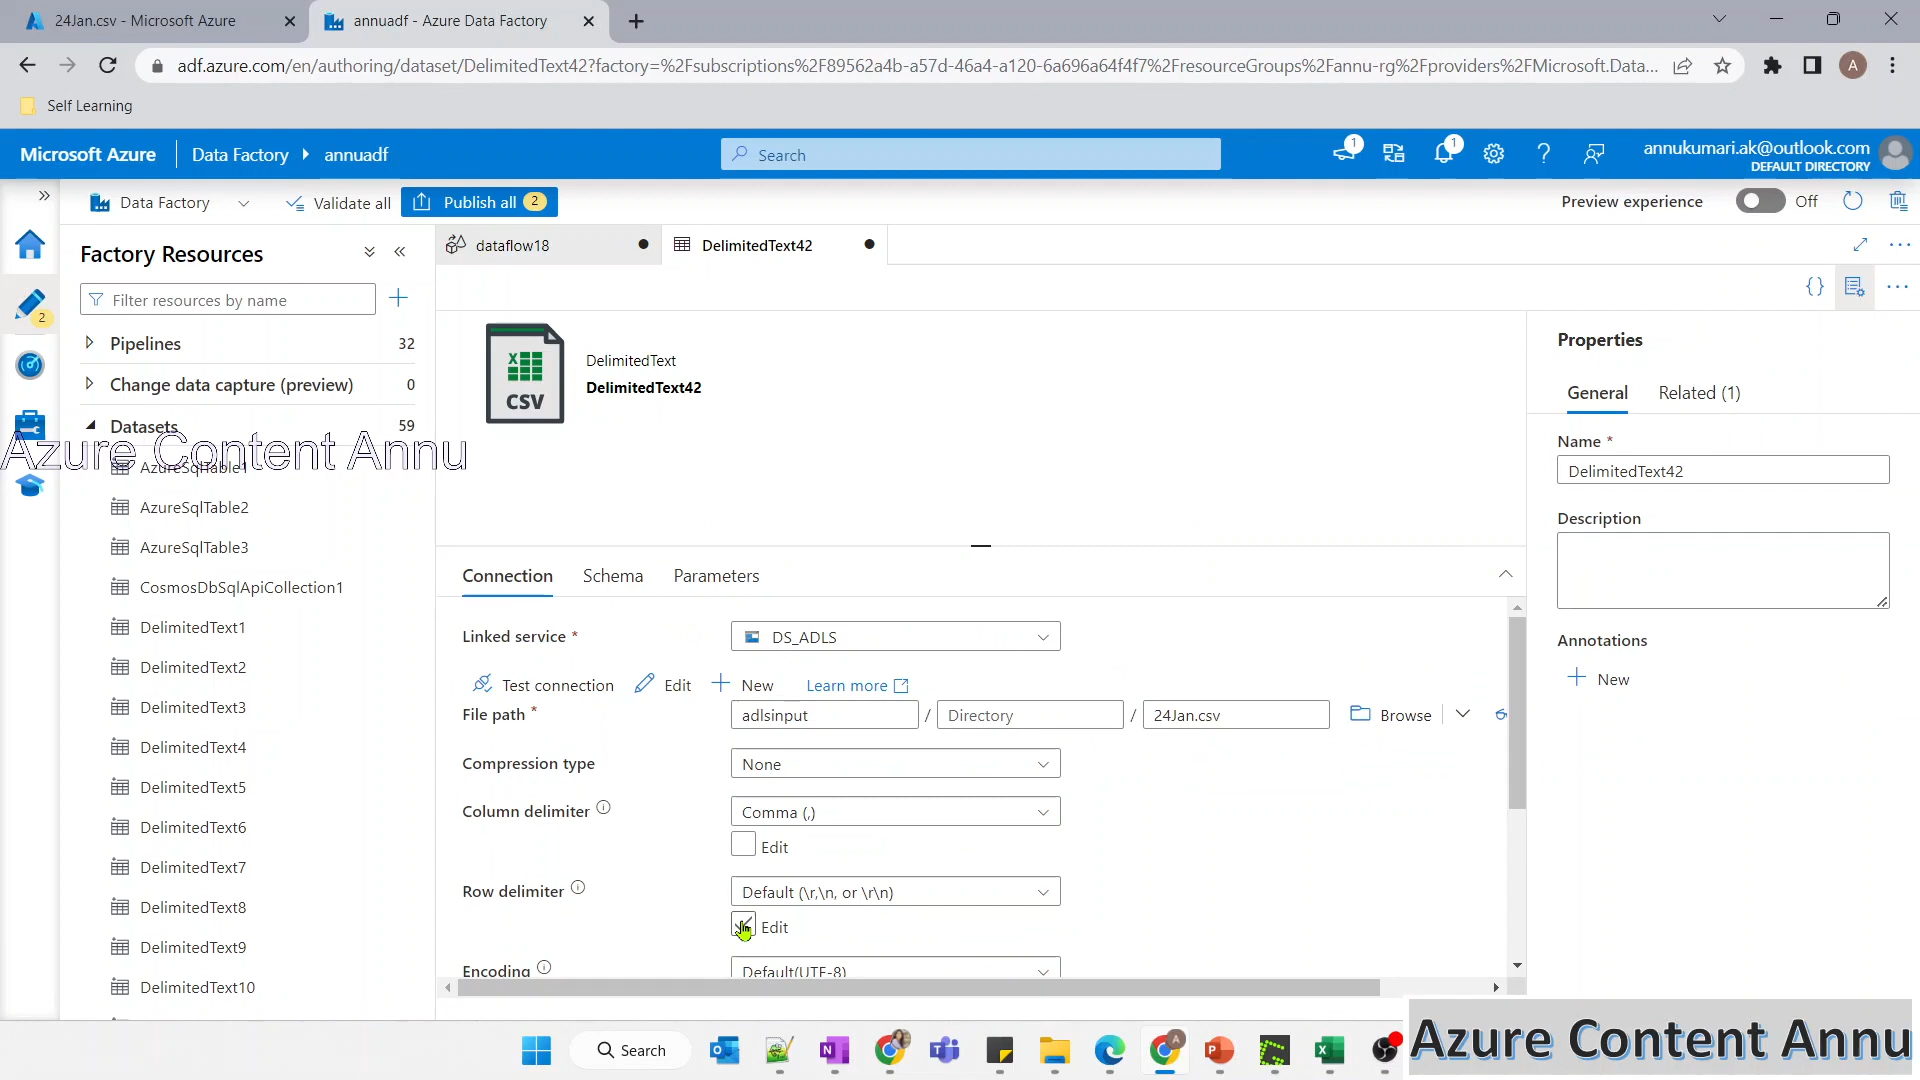 24Jan.csv - Microsoft Azure
annuadf - Azure Data Factory
adf.azure.com/en/authoring/dataset/DelimitedText42?factory=%2Fsubscriptions%2F89562a4b-a57d-46a4-a120-6a696a64f4f7%2FresourceGroups%2Fannu-rg%2Fproviders%2FMicrosoft.Data...
A
Self Learning
Microsoft Azure
Data Factory
annuadf
Search
1
1
annukumari.ak@outlook.com
DEFAULT DIRECTORY
Data Factory
Validate all
Publish all
2
Preview experience
Off
Factory Resources
dataflow18
DelimitedText42
Filter resources by name
2
Pipelines
32
Change data capture (preview)
0
Datasets
59
Azure Content Annu
AzureSqlTable1
AzureSqlTable2
AzureSqlTable3
CosmosDbSqlApiCollection1
DelimitedText1
DelimitedText2
DelimitedText3
DelimitedText4
DelimitedText5
DelimitedText6
DelimitedText7
DelimitedText8
DelimitedText9
DelimitedText10
CSV
DelimitedText
DelimitedText42
Connection
Schema
Parameters
Linked service *
DS_ADLS
Test connection
Edit
New
Learn more
File path *
adlsinput
/
Directory
/
24Jan.csv
Browse
Compression type
None
Column delimiter
Comma (,)
Edit
Row delimiter
Default (\r,\n, or \r\n)
Edit
Encoding
Default(UTF-8)
Properties
General
Related (1)
Name *
DelimitedText42
Description
Annotations
New
Search
Azure Content Annu